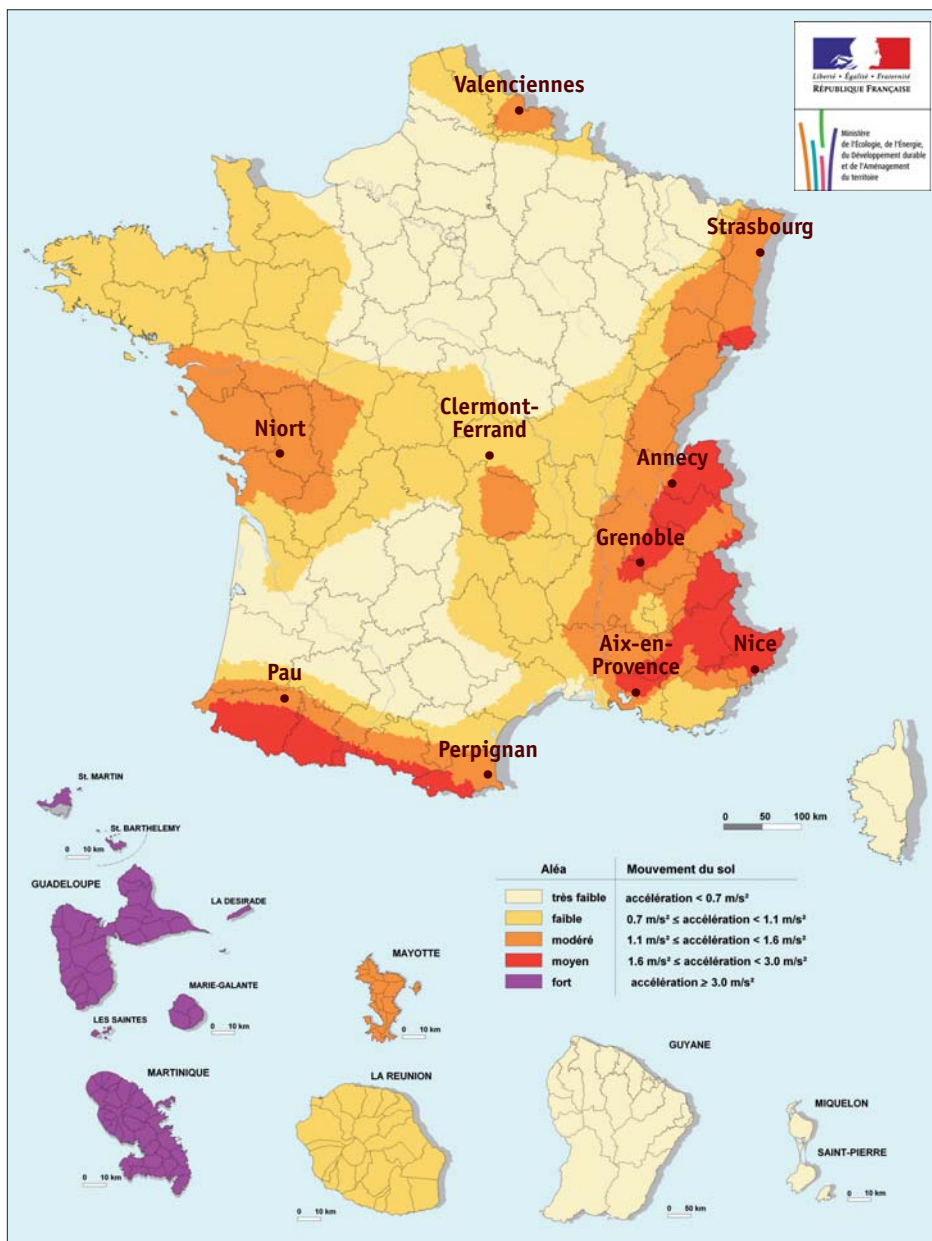 Valenciennes
Liberté • Égalité • Fraternité
RÉPUBLIQUE FRANÇAISE
Ministère
de l'Écologie, de l'Énergie,
du Développement durable
et de l'Aménagement
du territoire
Strasbourg
Niort
Clermont-
Ferrand
Annecy
Grenoble
Aix-en-
Provence
Nice
Pau
Perpignan
0 50 100 km
St. MARTIN
St. BARTHELEMY
0 10 km
GUADELOUPE
LA DESIRADE
MARIE-GALANTE
LES SAINTES
0 10 km
0 10 km
MAYOTTE
0 10 km
Aléa Mouvement du sol
très faible accélération < 0.7 m/s²
faible 0.7 m/s² ≤ accélération < 1.1 m/s²
modéré 1.1 m/s² ≤ accélération < 1.6 m/s²
moyen 1.6 m/s² ≤ accélération < 3.0 m/s²
fort accélération ≥ 3.0 m/s²
MARTINIQUE
0 10 km
LA REUNION
0 10 km
GUYANE
0 50 km
MIQUELON
SAINT-PIERRE
0 10 km